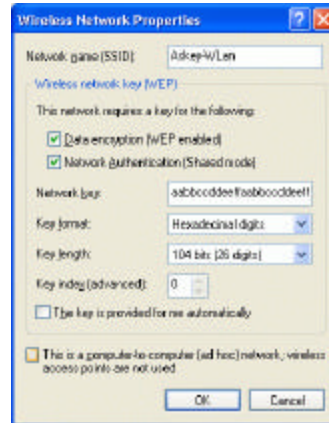 Wireless Network Properties
Network name (SSID): Askey-WLan
Wireless network key (WEP)
This network requires a key for the following:
Data encryption (WEP enabled)
Network Authentication (Shared mode)
Network key: aabbccddeeffaabbccddeeff
Key format: Hexadecimal digits
Key length: 104 bits (26 digits)
Key index (advanced): 0
The key is provided for me automatically
This is a computer-to-computer (ad hoc) network; wireless
access points are not used
OK Cancel